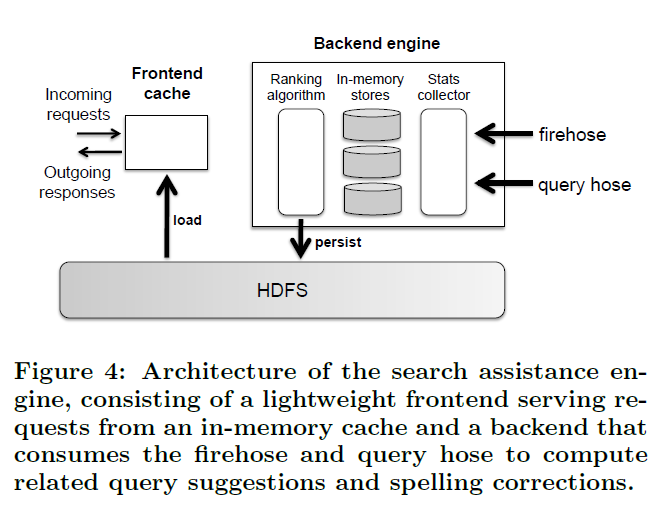 Backend engine
Frontend
cache
Incoming
requests
Outgoing
responses
Ranking
algorithm
In-memory
stores
Stats
collector
firehose
query hose
load
persist
HDFS
Figure 4: Architecture of the search assistance en-
gine, consisting of a lightweight frontend serving re-
quests from an in-memory cache and a backend that
consumes the firehose and query hose to compute
related query suggestions and spelling corrections.